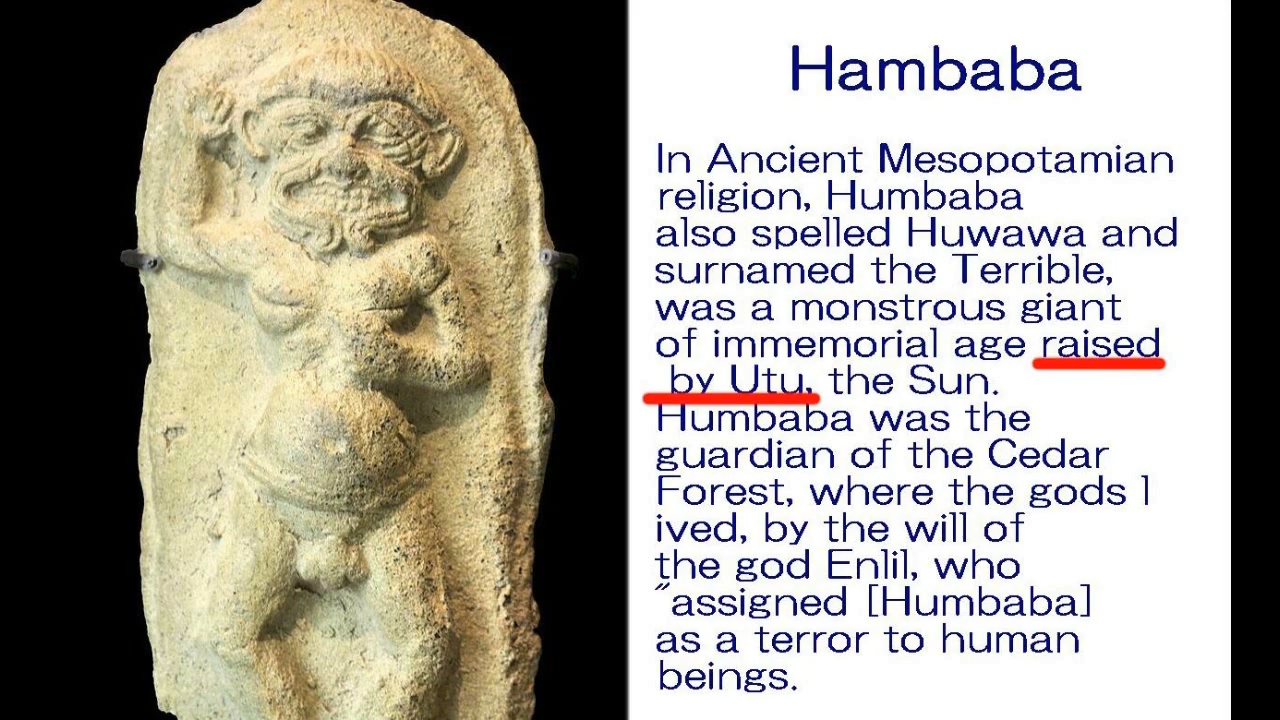 Hambaba
In Ancient Mesopotamian
religion, Humbaba
also spelled Huwawa and
surnamed the Terrible,
was a monstrous giant
of immemorial age raised
by Utu, the Sun.
Humbaba was the
guardian of the Cedar
Forest, where the gods l
ived, by the will of
the god Enlil, who
"assigned [Humbaba]
as a terror to human
beings.